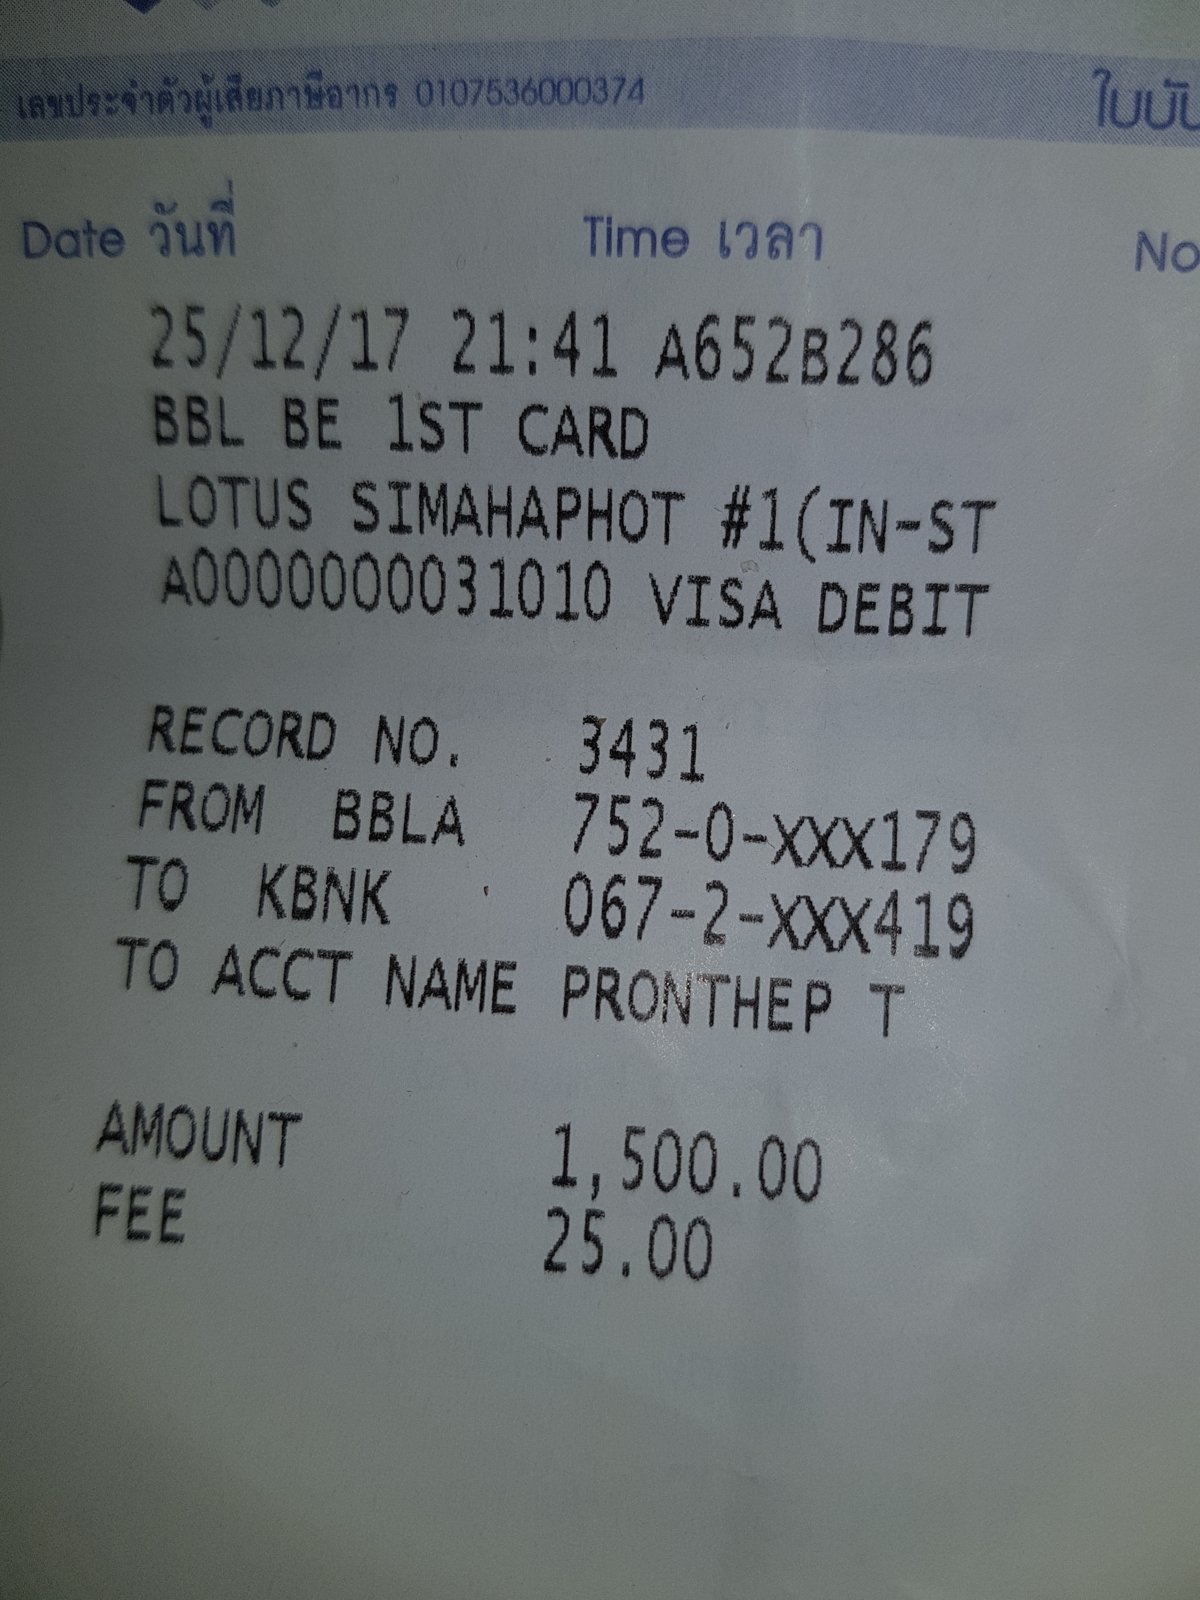 เลขประจำตัวผู้เสียภาษีอากร 0107536000374
Date วันที่ Time เวลา No
25/12/17 21:41 A652B286
BBL BE 1ST CARD
LOTUS SIMAHAPHOT #1(IN-ST
A0000000031010 VISA DEBIT
RECORD NO. 3431
FROM BBLA 752-0-XXX179
TO KBNK 067-2-XXX419
TO ACCT NAME PRONTHEP T
AMOUNT 1,500.00
FEE 25.00